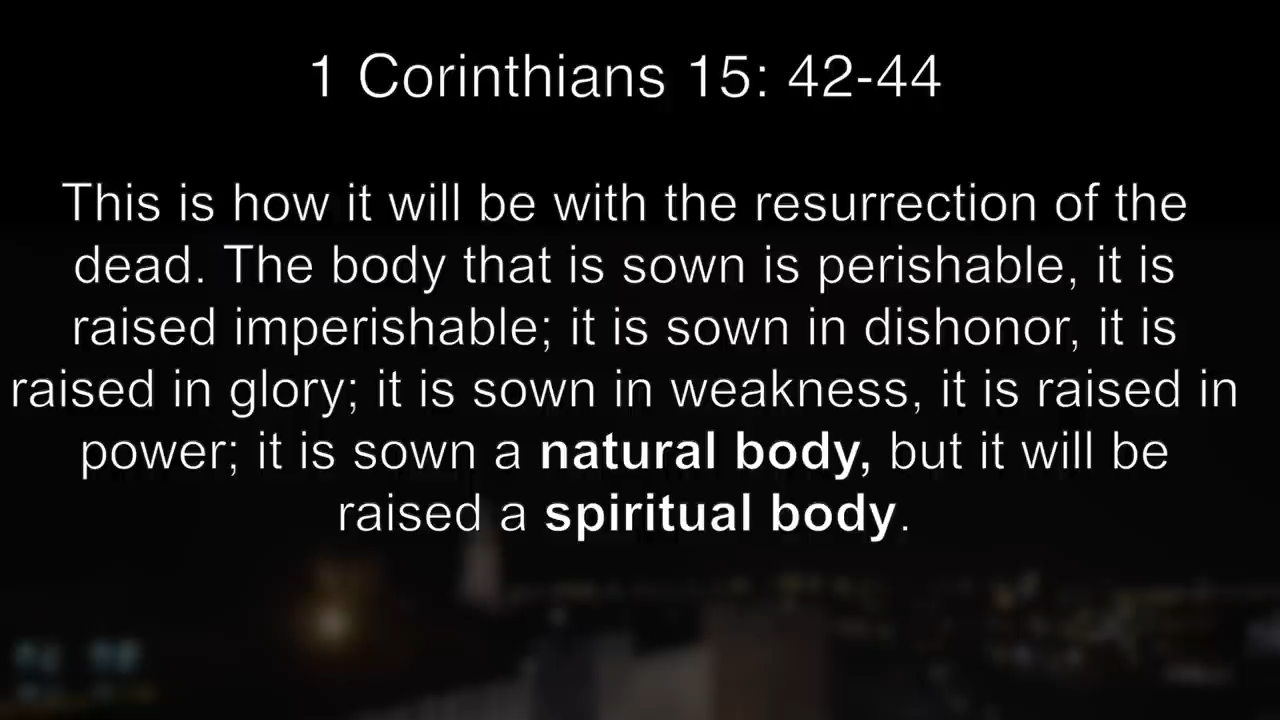 1 Corinthians 15: 42-44
This is how it will be with the resurrection of the
dead. The body that is sown is perishable, it is
raised imperishable; it is sown in dishonor, it is
raised in glory; it is sown in weakness, it is raised in
power; it is sown a natural body, but it will be
raised a spiritual body.